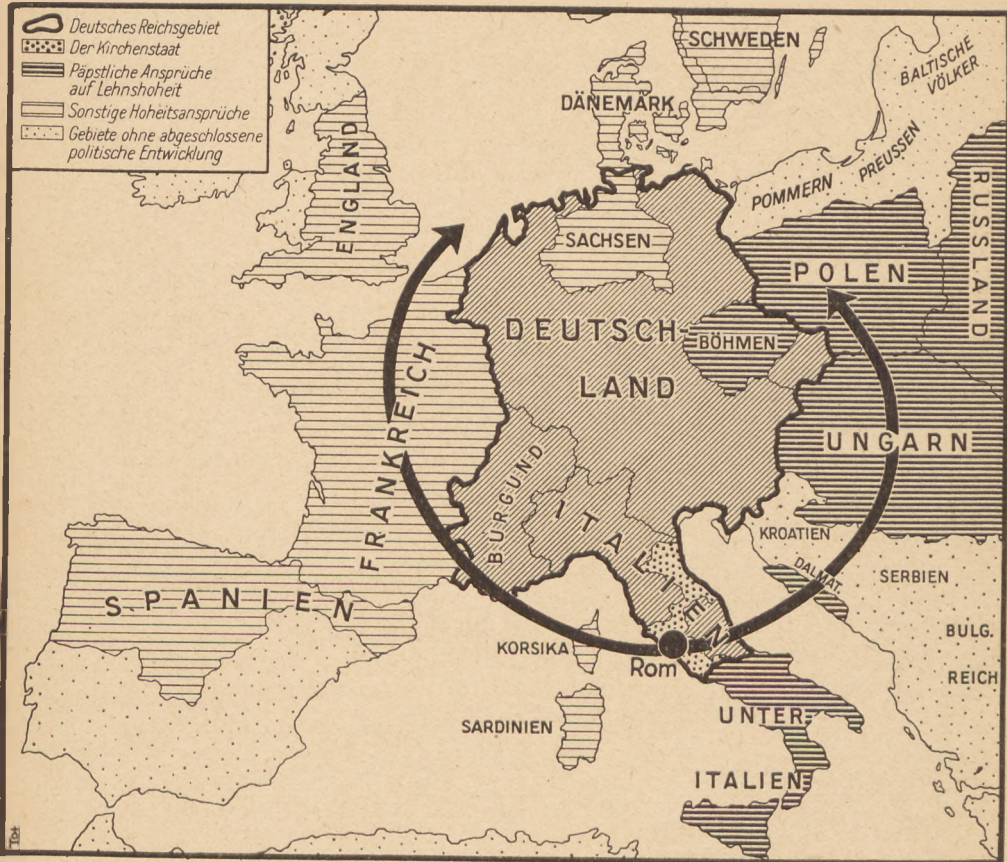 Deutsches Reichsgebiet
Der Kirchenstaat
Päpstliche Ansprüche
auf Lehnshoheit
Sonstige Hoheitsansprüche
Gebiete ohne abgeschlossene
politische Entwicklung
SCHWEDEN
BALTISCHE
VÖLKER
DÄNEMARK
PREUSSEN
POMMERN
RUSSLAND
ENGLAND
SACHSEN
POLEN
DEUTSCH-
LAND
BÖHMEN
FRANKREICH
UNGARN
BURGUND
ITALIEN
KROATIEN
DALMAT.
SERBIEN
SPANIEN
BULG.
REICH
KORSIKA
Rom
SARDINIEN
UNTER-
ITALIEN